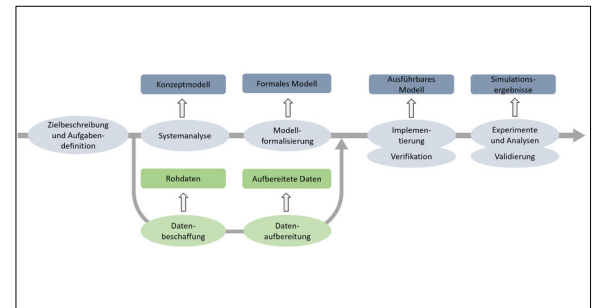 Konzeptmodell
Formales Modell
Ausführbares
Modell
Simulations-
ergebnisse
Zielbeschreibung
und Aufgaben-
definition
Systemanalyse
Modell-
formalisierung
Implemen-
tierung
Experimente
und Analysen
Verifikation
Validierung
Rohdaten
Aufbereitete Daten
Daten-
beschaffung
Daten-
aufbereitung